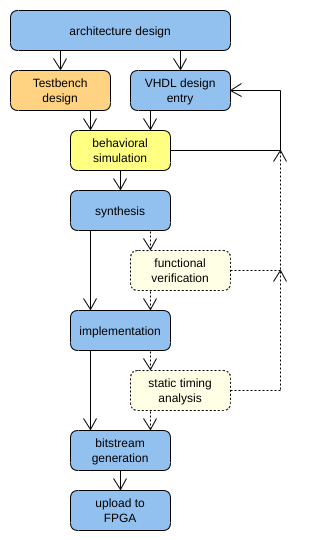 architecture design
Testbench
design
VHDL design
entry
behavioral
simulation
synthesis
functional
verification
implementation
static timing
analysis
bitstream
generation
upload to
FPGA